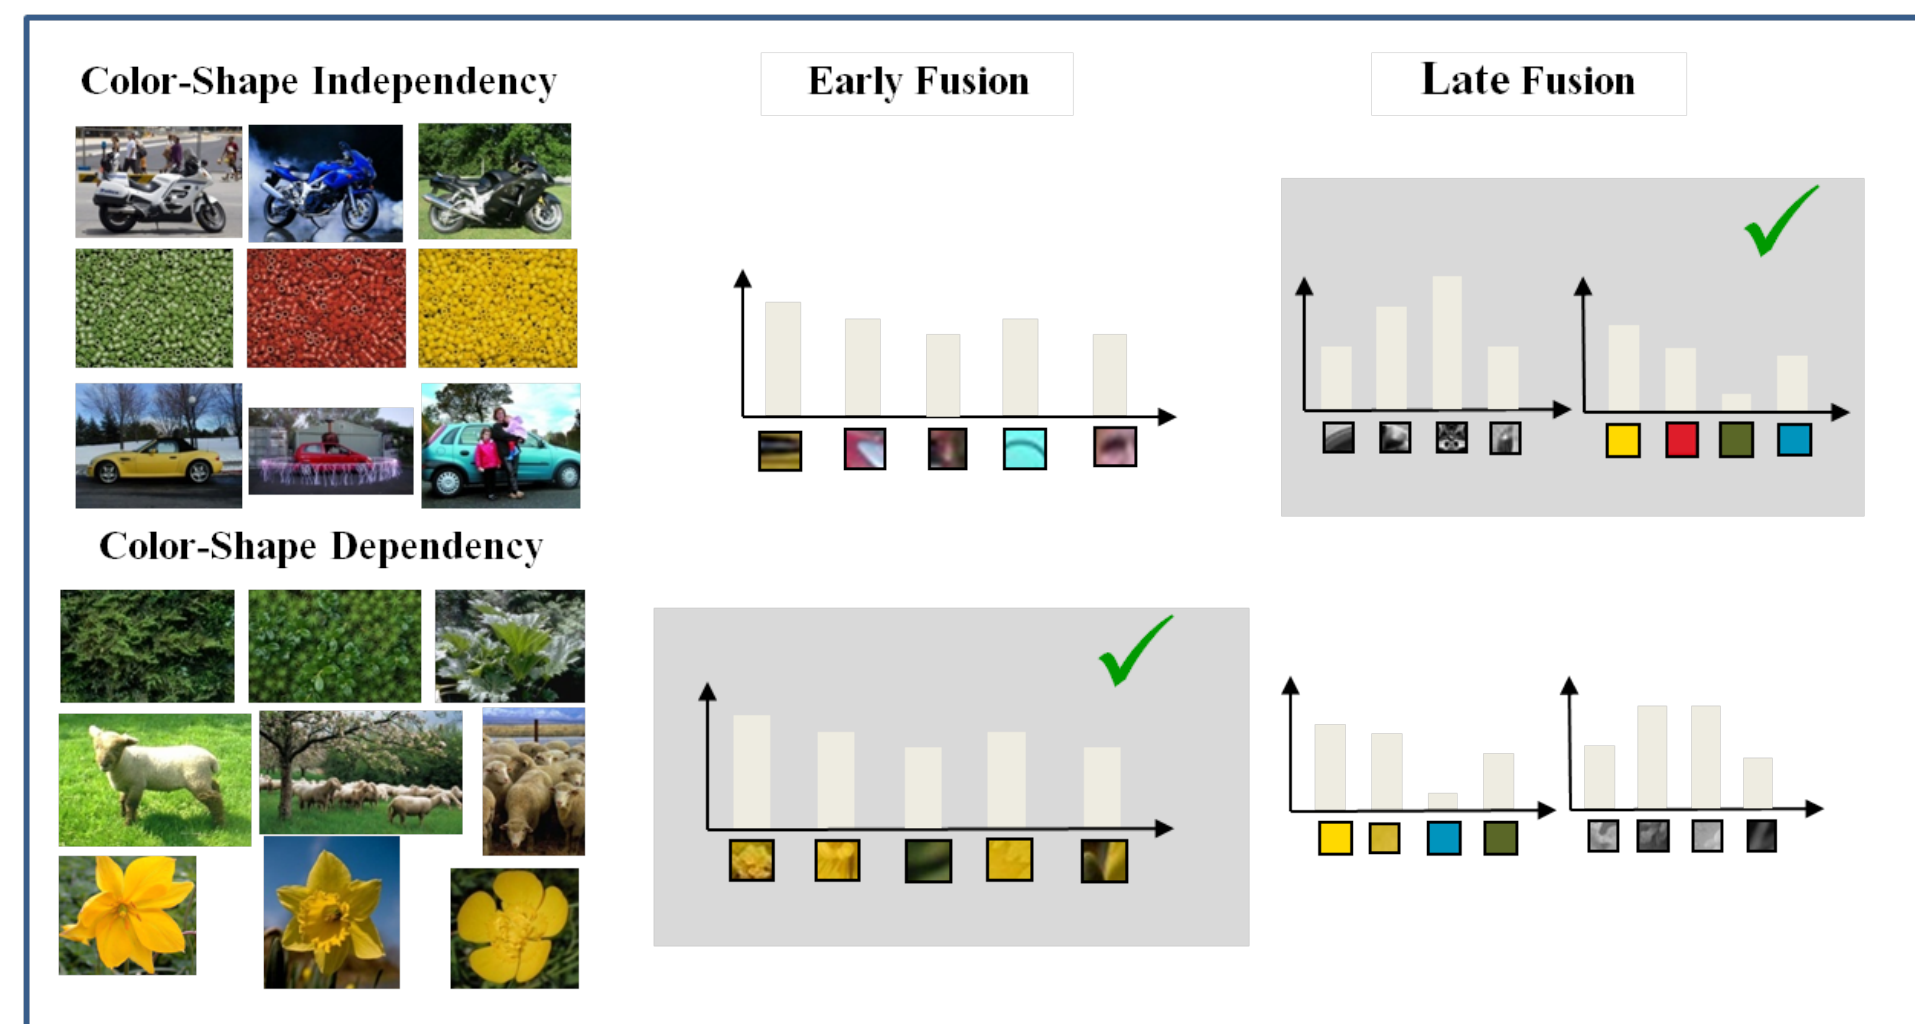 Color-Shape Independency
Early Fusion
Late Fusion
Color-Shape Dependency